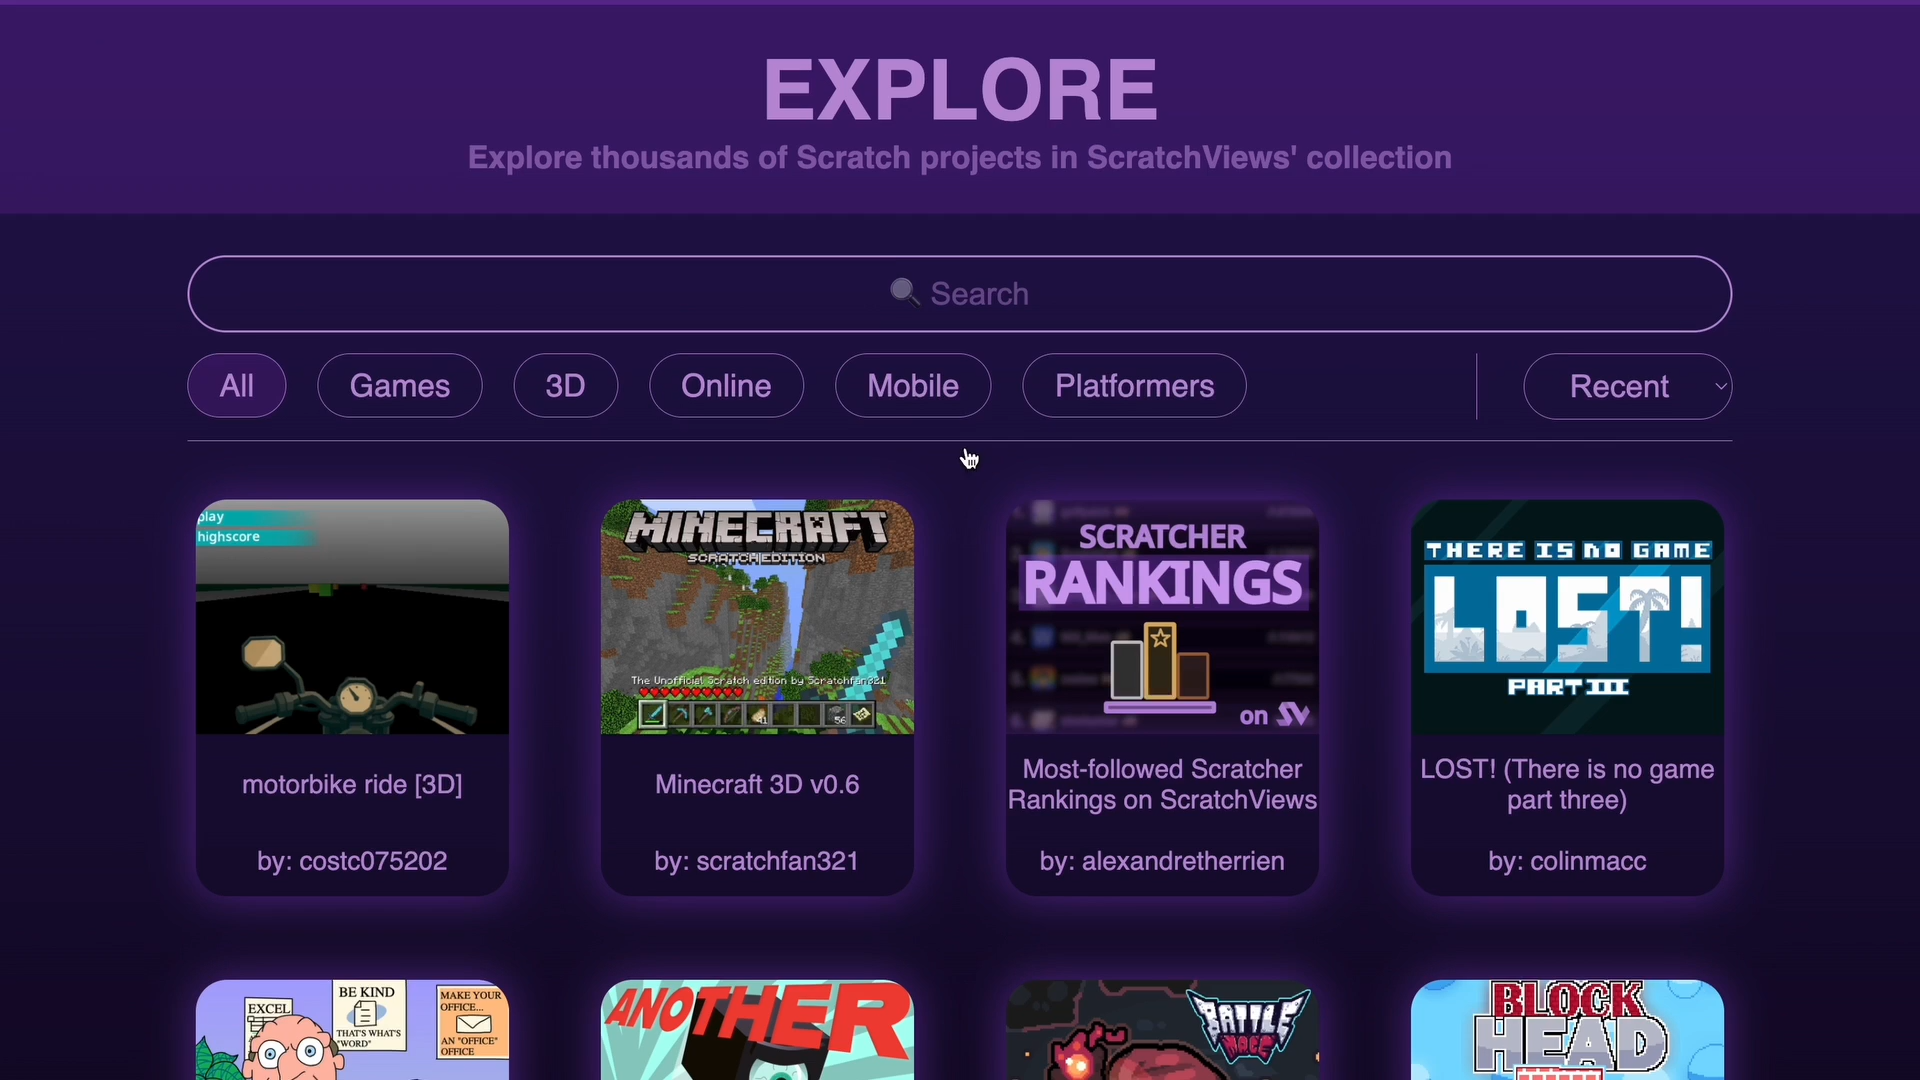 EXPLORE
Explore thousands of Scratch projects in ScratchViews' collection
🔍 Search
All
Games
3D
Online
Mobile
Platformers
Recent
play
highscore
motorbike ride [3D]
by: costc075202
MINECRAFT
SCRATCH EDITION
The Unofficial Scratch edition by Scratchfan321
41
56
Minecraft 3D v0.6
by: scratchfan321
SCRATCHER
RANKINGS
on SV
Most-followed Scratcher
Rankings on ScratchViews
by: alexandretherrien
THERE IS NO GAME
LOST!
PART III
LOST! (There is no game
part three)
by: colinmacc
EXCEL
BE KIND
THAT'S WHAT'S
"WORD"
MAKE YOUR
OFFICE...
AN "OFFICE"
OFFICE
ANOTHER
BATTLE
MAGE
BLOCK
HEAD